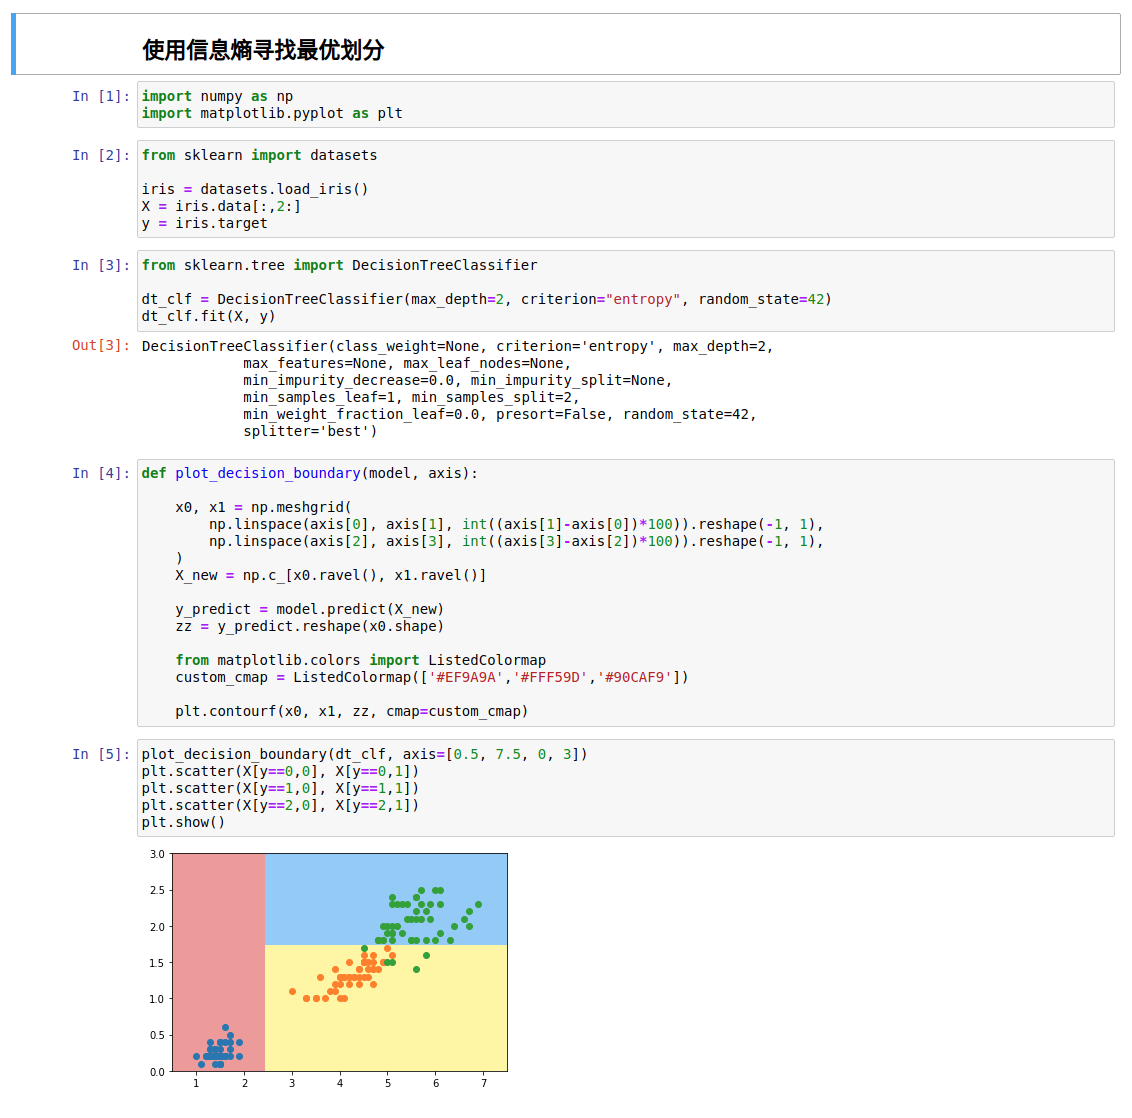 使用信息熵寻找最优划分
In [1]: import numpy as np
import matplotlib.pyplot as plt
In [2]: from sklearn import datasets
iris = datasets.load_iris()
X = iris.data[:,2:]
y = iris.target
In [3]: from sklearn.tree import DecisionTreeClassifier
dt_clf = DecisionTreeClassifier(max_depth=2, criterion="entropy", random_state=42)
dt_clf.fit(X, y)
Out[3]: DecisionTreeClassifier(class_weight=None, criterion='entropy', max_depth=2,
            max_features=None, max_leaf_nodes=None,
            min_impurity_decrease=0.0, min_impurity_split=None,
            min_samples_leaf=1, min_samples_split=2,
            min_weight_fraction_leaf=0.0, presort=False, random_state=42,
            splitter='best')
In [4]: def plot_decision_boundary(model, axis):
    x0, x1 = np.meshgrid(
        np.linspace(axis[0], axis[1], int((axis[1]-axis[0])*100)).reshape(-1, 1),
        np.linspace(axis[2], axis[3], int((axis[3]-axis[2])*100)).reshape(-1, 1),
    )
    X_new = np.c_[x0.ravel(), x1.ravel()]
    y_predict = model.predict(X_new)
    zz = y_predict.reshape(x0.shape)
    from matplotlib.colors import ListedColormap
    custom_cmap = ListedColormap(['#EF9A9A','#FFF59D','#90CAF9'])
    plt.contourf(x0, x1, zz, cmap=custom_cmap)
In [5]: plot_decision_boundary(dt_clf, axis=[0.5, 7.5, 0, 3])
plt.scatter(X[y==0,0], X[y==0,1])
plt.scatter(X[y==1,0], X[y==1,1])
plt.scatter(X[y==2,0], X[y==2,1])
plt.show()
3.0
2.5
2.0
1.5
1.0
0.5
0.0
1 2 3 4 5 6 7